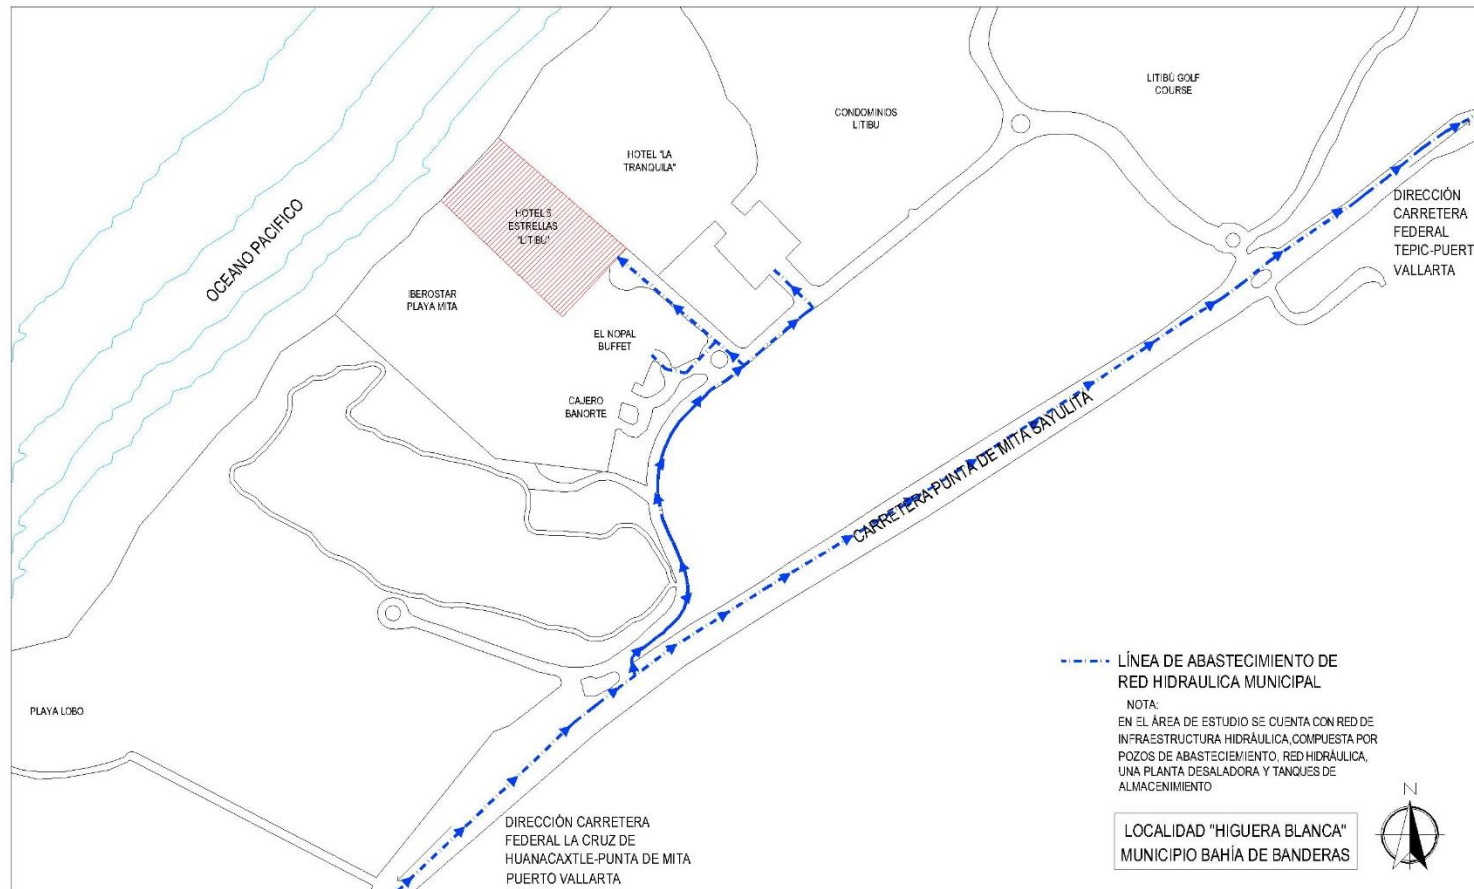 LITIBÚ GOLF
COURSE
CONDOMINIOS
LITIBU
HOTEL "LA
TRANQUILA"
DIRECCIÓN
CARRETERA
FEDERAL
TEPIC-PUERT
VALLARTA
HOTEL 5
ESTRELLAS
"LITIBÚ"
OCEANO PACIFICO
IBEROSTAR
PLAYA MITA
EL NOPAL
BUFFET
CAJERO
BANORTE
CARRETERA PUNTA DE MITA SAYULITA
PLAYA LOBO
LÍNEA DE ABASTECIMIENTO DE
RED HIDRAULICA MUNICIPAL
NOTA:
EN EL ÁREA DE ESTUDIO SE CUENTA CON RED DE
INFRAESTRUCTURA HIDRÁULICA,COMPUESTA POR
POZOS DE ABASTECIEMIENTO, RED HIDRÁULICA,
UNA PLANTA DESALADORA Y TANQUES DE
ALMACENIMIENTO
N
DIRECCIÓN CARRETERA
FEDERAL LA CRUZ DE
HUANACAXTLE-PUNTA DE MITA
PUERTO VALLARTA
LOCALIDAD "HIGUERA BLANCA"
MUNICIPIO BAHÍA DE BANDERAS